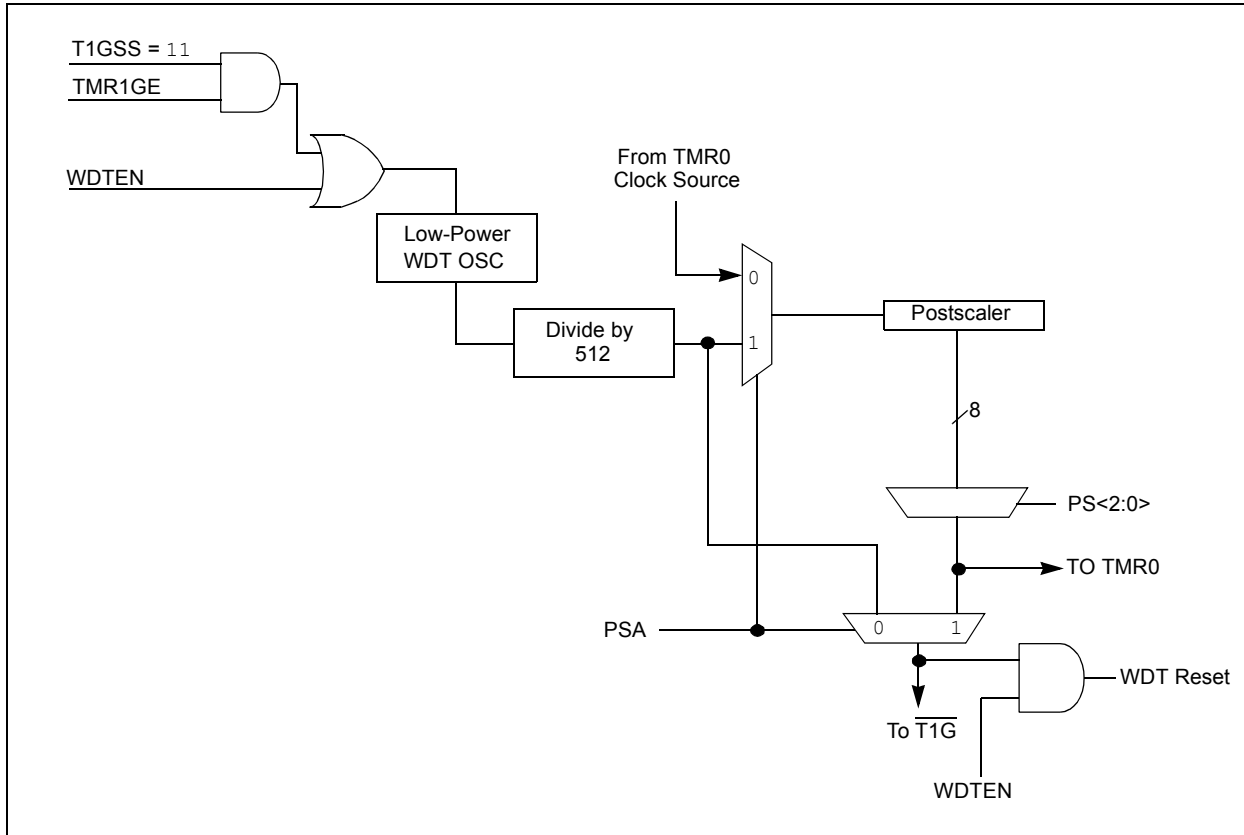 T1GSS = 11
TMR1GE
WDTEN
From TMR0
Clock Source
Low-Power
WDT OSC
0
1
Postscaler
Divide by
512
8
PS<2:0>
TO TMR0
PSA
0
1
WDT Reset
To T1G
WDTEN